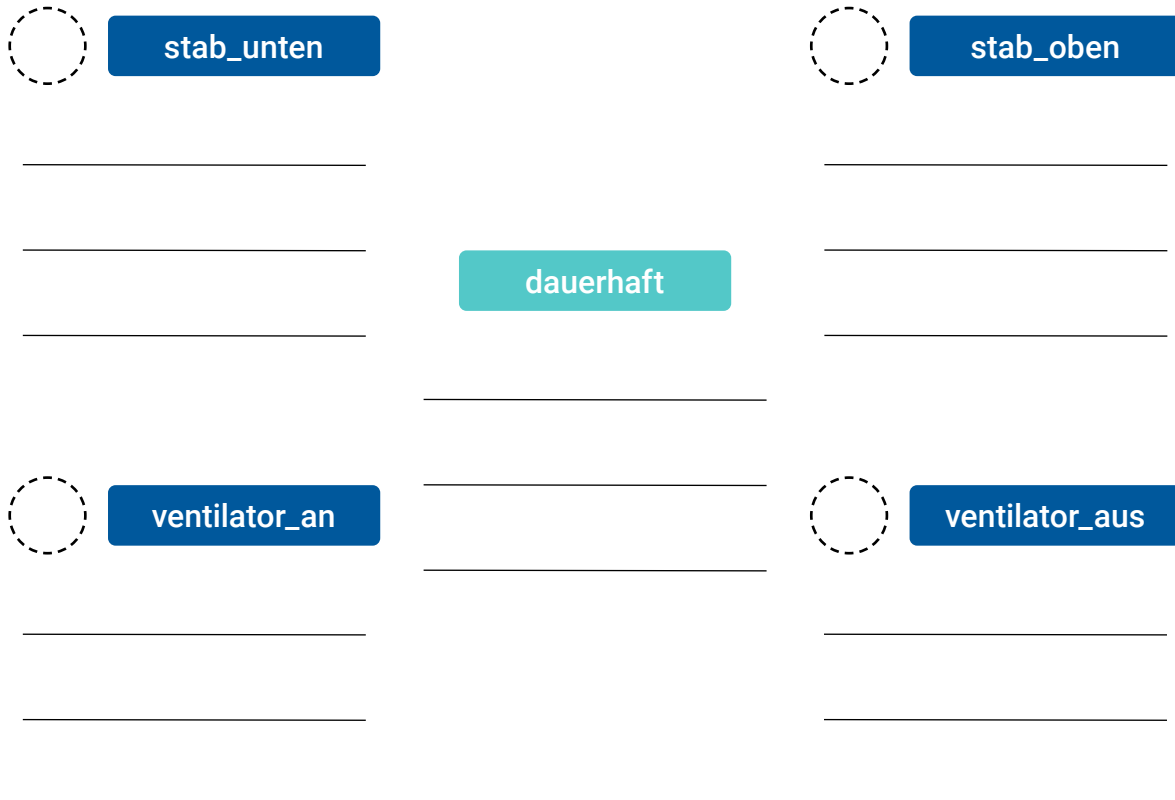 stab_unten
stab_oben
dauerhaft
ventilator_an
ventilator_aus